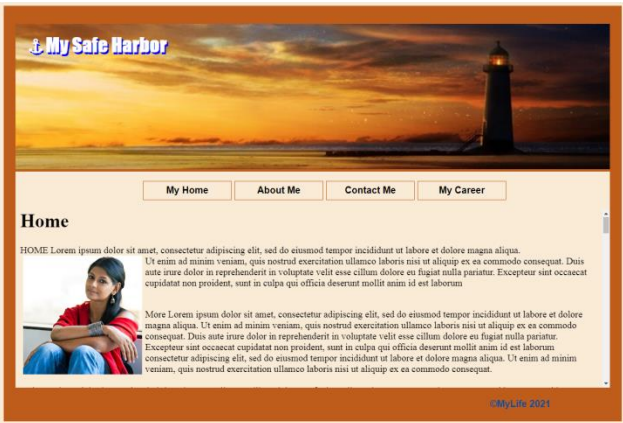 ⚓ My Safe Harbor
My Home About Me Contact Me My Career
Home
HOME Lorem ipsum dolor sit amet, consectetur adipiscing elit, sed do eiusmod tempor incididunt ut labore et dolore magna aliqua.
Ut enim ad minim veniam, quis nostrud exercitation ullamco laboris nisi ut aliquip ex ea commodo consequat. Duis
aute irure dolor in reprehenderit in voluptate velit esse cillum dolore eu fugiat nulla pariatur. Excepteur sint occaecat
cupidatat non proident, sunt in culpa qui officia deserunt mollit anim id est laborum
More Lorem ipsum dolor sit amet, consectetur adipiscing elit, sed do eiusmod tempor incididunt ut labore et dolore
magna aliqua. Ut enim ad minim veniam, quis nostrud exercitation ullamco laboris nisi ut aliquip ex ea commodo
consequat. Duis aute irure dolor in reprehenderit in voluptate velit esse cillum dolore eu fugiat nulla pariatur.
Excepteur sint occaecat cupidatat non proident, sunt in culpa qui officia deserunt mollit anim id est laborum
consectetur adipiscing elit, sed do eiusmod tempor incididunt ut labore et dolore magna aliqua. Ut enim ad minim
veniam, quis nostrud exercitation ullamco laboris nisi ut aliquip ex ea commodo consequat.
©MyLife 2021